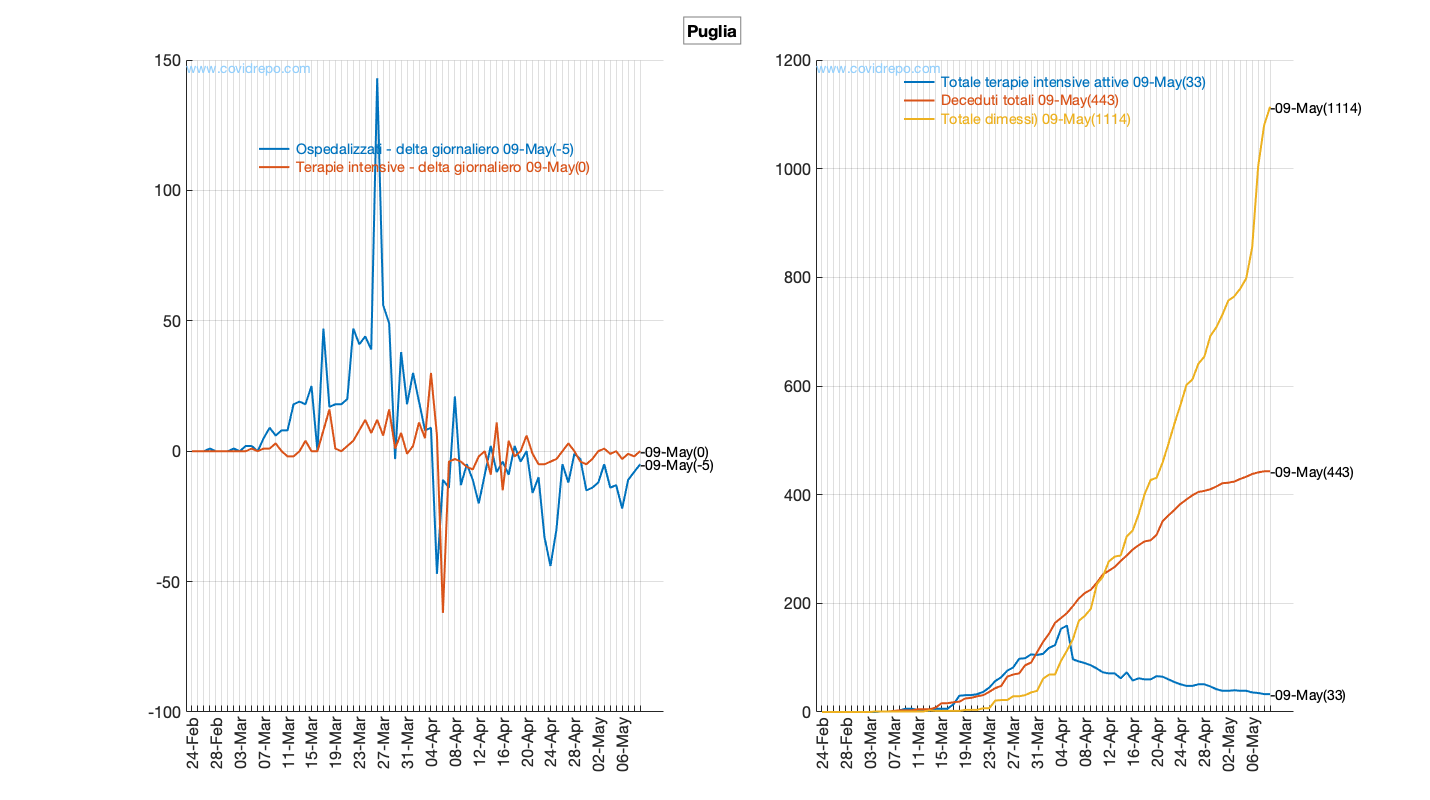 Puglia
150
100
50
0
-50
-100
www.covidrepo.com
Ospedalizzati - delta giornaliero 09-May(-5)
Terapie intensive - delta giornaliero 09-May(0)
-09-May(0)
-09-May(-5)
24-Feb
28-Feb
03-Mar
07-Mar
11-Mar
15-Mar
19-Mar
23-Mar
27-Mar
31-Mar
04-Apr
08-Apr
12-Apr
16-Apr
20-Apr
24-Apr
28-Apr
02-May
06-May
1200
1000
800
600
400
200
0
www.covidrepo.com
Totale terapie intensive attive 09-May(33)
Deceduti totali 09-May(443)
Totale dimessi) 09-May(1114)
-09-May(1114)
-09-May(443)
-09-May(33)
24-Feb
28-Feb
03-Mar
07-Mar
11-Mar
15-Mar
19-Mar
23-Mar
27-Mar
31-Mar
04-Apr
08-Apr
12-Apr
16-Apr
20-Apr
24-Apr
28-Apr
02-May
06-May